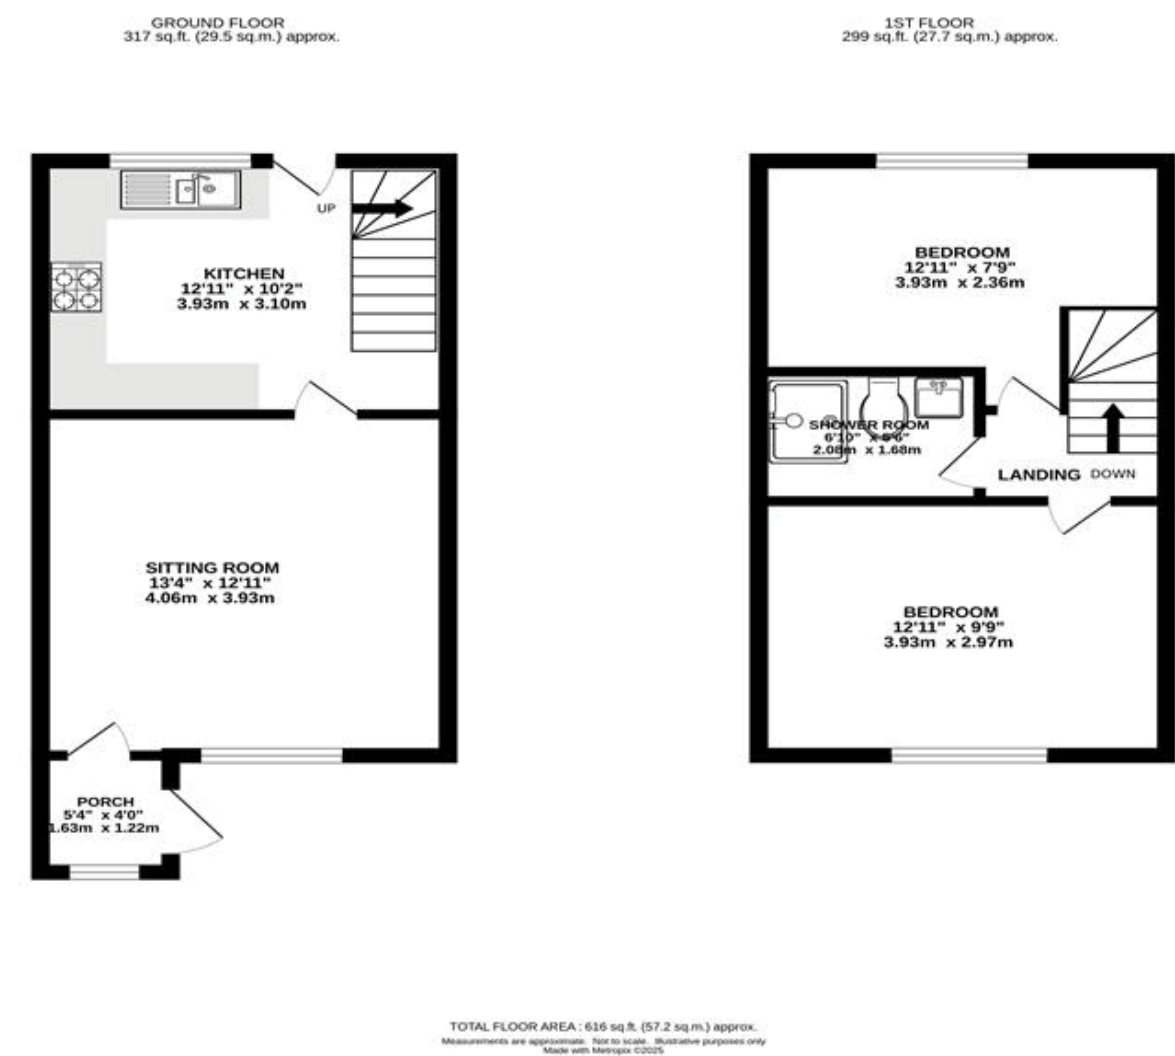 GROUND FLOOR
317 sq.ft. (29.5 sq.m.) approx.
1ST FLOOR
299 sq.ft. (27.7 sq.m.) approx.
UP
KITCHEN
12'11" x 10'2"
3.93m x 3.10m
SITTING ROOM
13'4" x 12'11"
4.06m x 3.93m
PORCH
5'4" x 4'0"
1.63m x 1.22m
BEDROOM
12'11" x 7'9"
3.93m x 2.36m
SHOWER ROOM
6'10" x 5'6"
2.08m x 1.68m
LANDING
DOWN
BEDROOM
12'11" x 9'9"
3.93m x 2.97m
TOTAL FLOOR AREA : 616 sq.ft. (57.2 sq.m.) approx.
Measurements are approximate. Not to scale. Illustrative purposes only
Made with Metropix ©2025